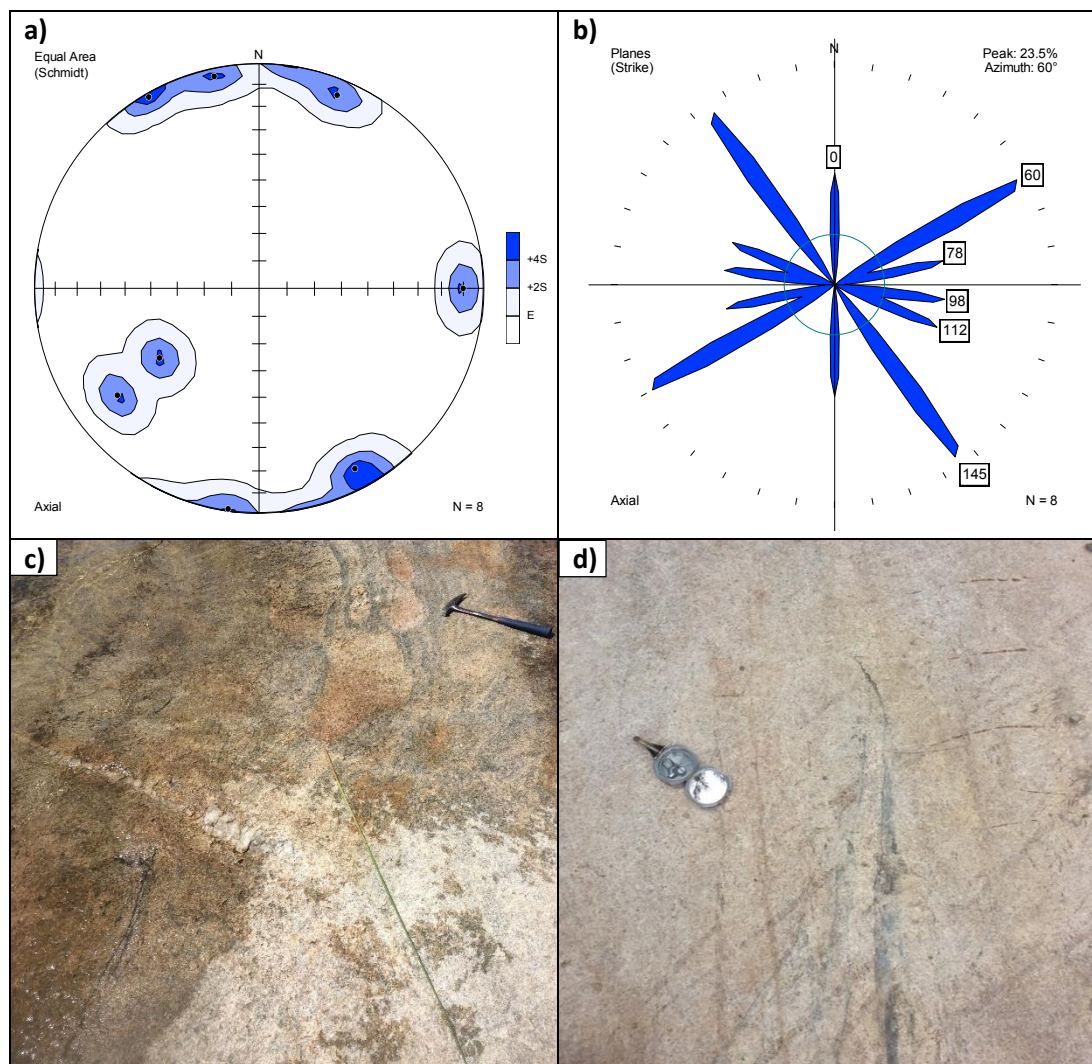 a)
Equal Area
(Schmidt)
N
+4S
+2S
E
Axial
N = 8
b)
Planes
(Strike)
N
Peak: 23.5%
Azimuth: 60°
0
60
78
98
112
145
Axial
N = 8
c)
d)